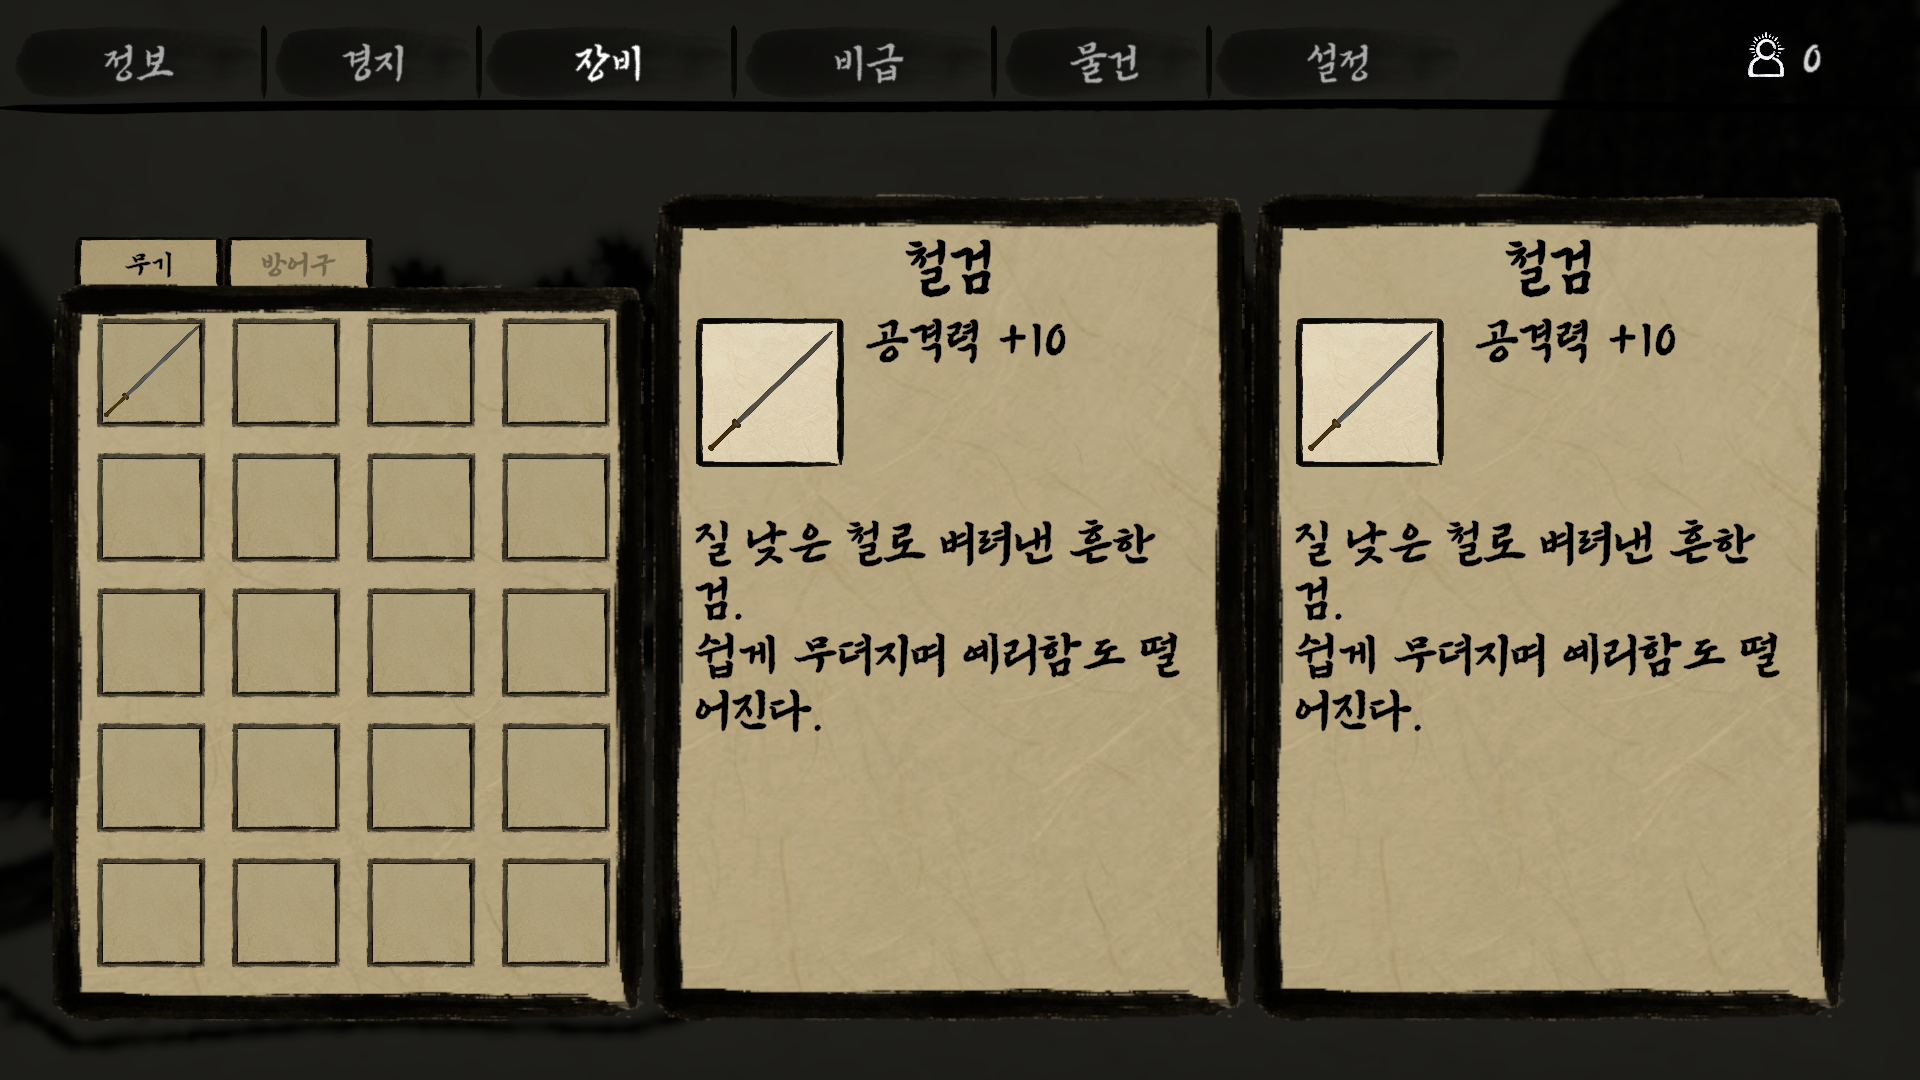 정보 경지 장비 비급 물건 설정 0
무기 방어구
철검
공격력 +10
질 낮은 철로 벼려낸 흔한
검.
쉽게 무뎌지며 예리함도 떨
어진다.
철검
공격력 +10
질 낮은 철로 벼려낸 흔한
검.
쉽게 무뎌지며 예리함도 떨
어진다.